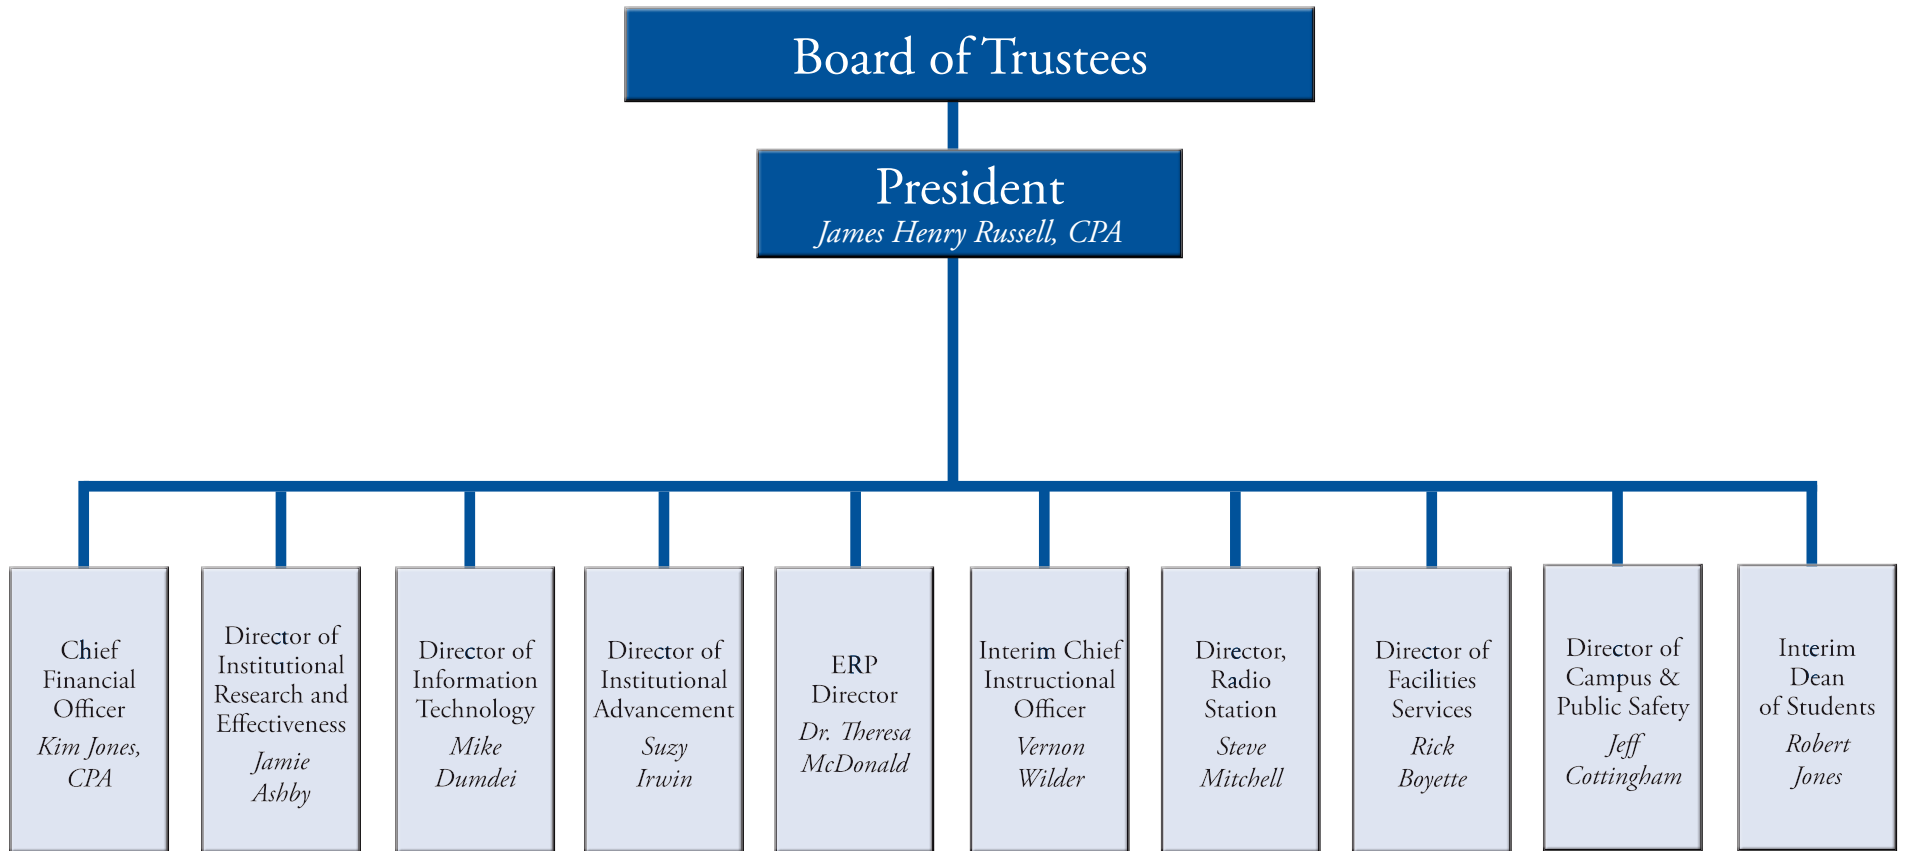 Board of Trustees
President
James Henry Russell, CPA
Chief
Financial
Officer
Kim Jones,
CPA
Director of
Institutional
Research and
Effectiveness
Jamie
Ashby
Director of
Information
Technology
Mike
Dumdei
Director of
Institutional
Advancement
Suzy
Irwin
ERP
Director
Dr. Theresa
McDonald
Interim Chief
Instructional
Officer
Vernon
Wilder
Director,
Radio
Station
Steve
Mitchell
Director of
Facilities
Services
Rick
Boyette
Director of
Campus &
Public Safety
Jeff
Cottingham
Interim
Dean
of Students
Robert
Jones